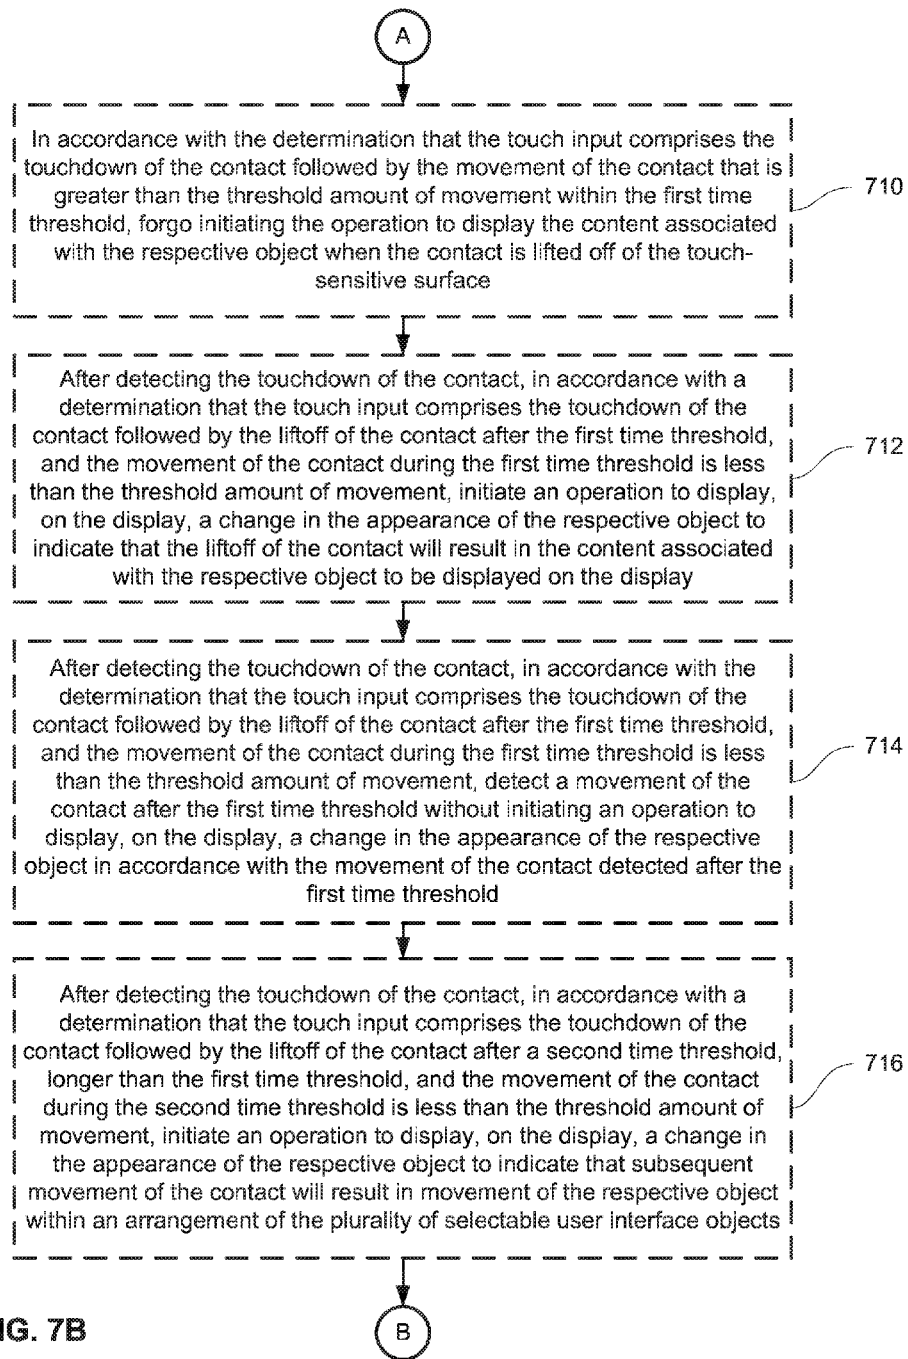 A
In accordance with the determination that the touch input comprises the
touchdown of the contact followed by the movement of the contact that is
greater than the threshold amount of movement within the first time
threshold, forgo initiating the operation to display the content associated
with the respective object when the contact is lifted off of the touch-
sensitive surface
710
After detecting the touchdown of the contact, in accordance with a
determination that the touch input comprises the touchdown of the
contact followed by the liftoff of the contact after the first time threshold,
and the movement of the contact during the first time threshold is less
than the threshold amount of movement, initiate an operation to display,
on the display, a change in the appearance of the respective object to
indicate that the liftoff of the contact will result in the content associated
with the respective object to be displayed on the display
712
After detecting the touchdown of the contact, in accordance with the
determination that the touch input comprises the touchdown of the
contact followed by the liftoff of the contact after the first time threshold,
and the movement of the contact during the first time threshold is less
than the threshold amount of movement, detect a movement of the
contact after the first time threshold without initiating an operation to
display, on the display, a change in the appearance of the respective
object in accordance with the movement of the contact detected after the
first time threshold
714
After detecting the touchdown of the contact, in accordance with a
determination that the touch input comprises the touchdown of the
contact followed by the liftoff of the contact after a second time threshold,
longer than the first time threshold, and the movement of the contact
during the second time threshold is less than the threshold amount of
movement, initiate an operation to display, on the display, a change in
the appearance of the respective object to indicate that subsequent
movement of the contact will result in movement of the respective object
within an arrangement of the plurality of selectable user interface objects
716
B
IG. 7B